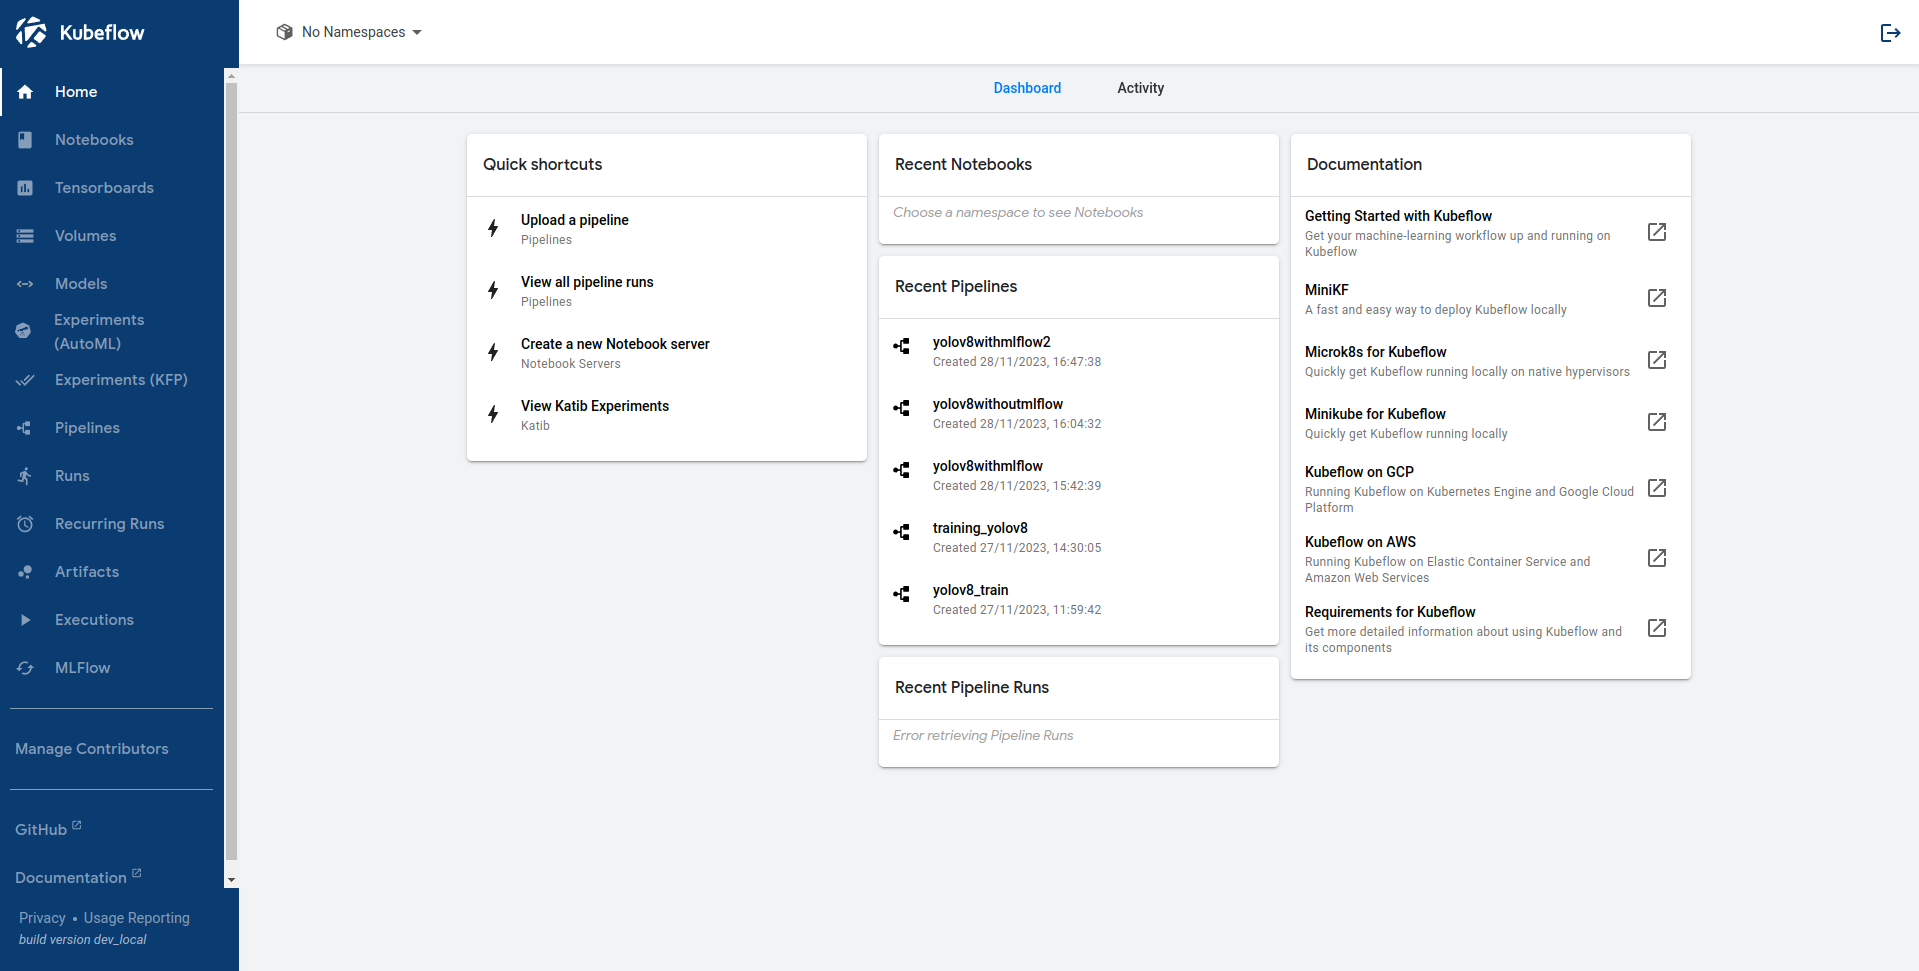 Kubeflow
No Namespaces
Home
Notebooks
Tensorboards
Volumes
Models
Experiments
(AutoML)
Experiments (KFP)
Pipelines
Runs
Recurring Runs
Artifacts
Executions
MLFlow
Manage Contributors
GitHub
Documentation
Privacy • Usage Reporting
build version dev_local
Dashboard
Activity
Quick shortcuts
Upload a pipeline
Pipelines
View all pipeline runs
Pipelines
Create a new Notebook server
Notebook Servers
View Katib Experiments
Katib
Recent Notebooks
Choose a namespace to see Notebooks
Recent Pipelines
yolov8withmlflow2
Created 28/11/2023, 16:47:38
yolov8withoutmlflow
Created 28/11/2023, 16:04:32
yolov8withmlflow
Created 28/11/2023, 15:42:39
training_yolov8
Created 27/11/2023, 14:30:05
yolov8_train
Created 27/11/2023, 11:59:42
Recent Pipeline Runs
Error retrieving Pipeline Runs
Documentation
Getting Started with Kubeflow
Get your machine-learning workflow up and running on
Kubeflow
MiniKF
A fast and easy way to deploy Kubeflow locally
Microk8s for Kubeflow
Quickly get Kubeflow running locally on native hypervisors
Minikube for Kubeflow
Quickly get Kubeflow running locally
Kubeflow on GCP
Running Kubeflow on Kubernetes Engine and Google Cloud
Platform
Kubeflow on AWS
Running Kubeflow on Elastic Container Service and
Amazon Web Services
Requirements for Kubeflow
Get more detailed information about using Kubeflow and
its components